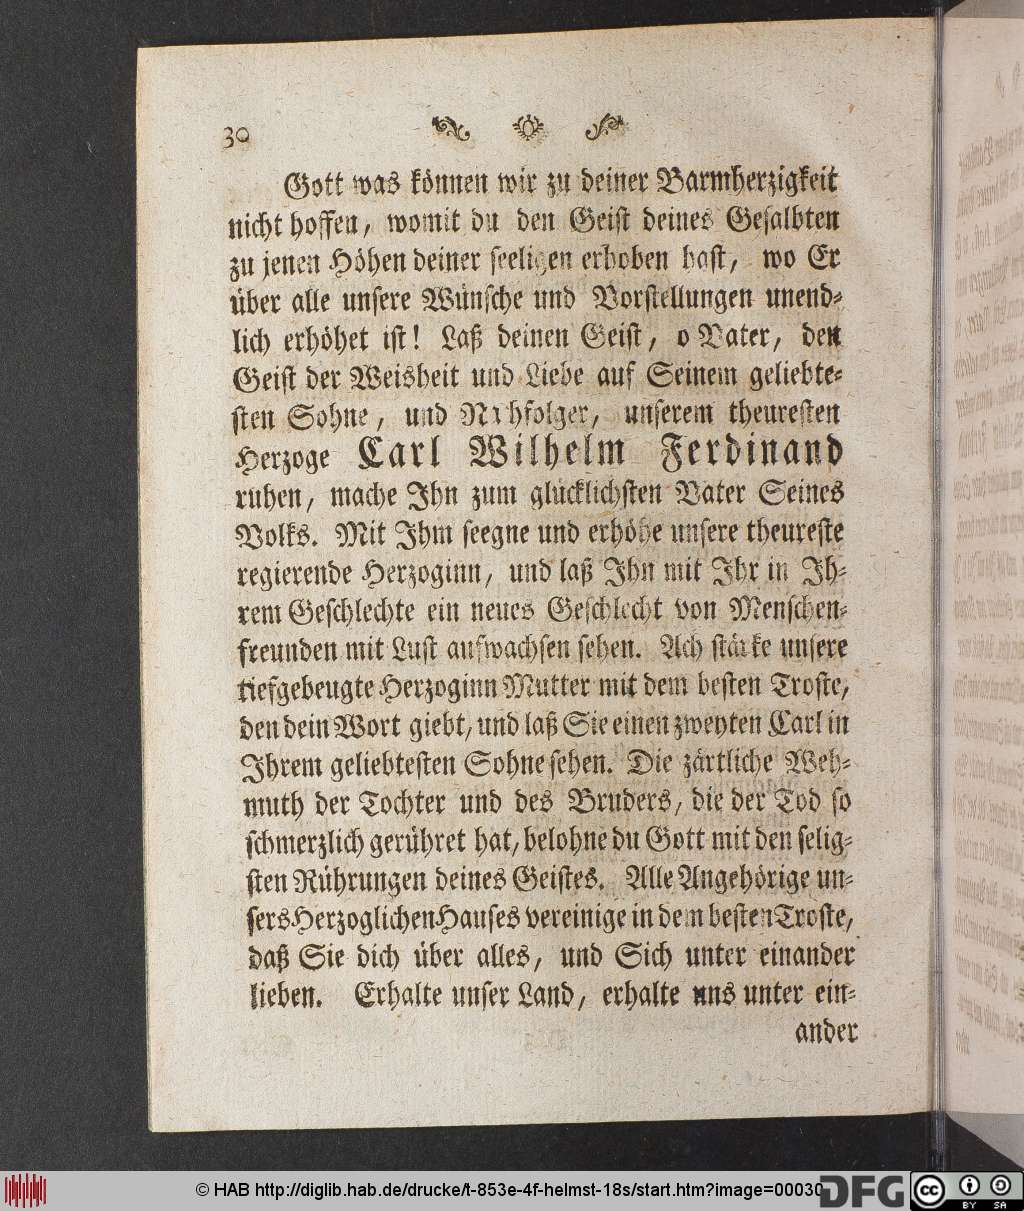 30
Gott was können wir zu deiner Barmherzigkeit
nicht hoffen, womit du den Geist deines Gesalbten
zu jenen Höhen deiner seeligen erhoben hast, wo Er
über alle unsere Wünsche und Vorstellungen unend-
lich erhöhet ist! Laß deinen Geist, o Vater, den
Geist der Weisheit und Liebe auf Seinem geliebte-
sten Sohne, und Nachfolger, unserem theuresten
Herzoge Carl Wilhelm Ferdinand
ruhen, mache Ihn zum glücklichsten Vater Seines
Volks. Mit Ihm seegne und erhöhe unsere theureste
regierende Herzoginn, und laß Ihn mit Ihr in Ih-
rem Geschlechte ein neues Geschlecht von Menschen-
freunden mit Lust aufwachsen sehen. Ach stärke unsere
tiefgebeugte Herzoginn Mutter mit dem besten Troste,
den dein Wort giebt, und laß Sie einen zweyten Carl in
Ihrem geliebtesten Sohne sehen. Die zärtliche Weh-
muth der Tochter und des Bruders, die der Tod so
schmerzlich gerühret hat, belohne du Gott mit den selig-
sten Rührungen deines Geistes. Alle Angehörige un-
sers Herzoglichen Hauses vereinige in dem besten Troste,
daß Sie dich über alles, und Sich unter einander
lieben. Erhalte unser Land, erhalte uns unter ein-
ander
© HAB http://diglib.hab.de/drucke/t-853e-4f-helmst-18s/start.htm?image=00030
DFG
cc BY SA